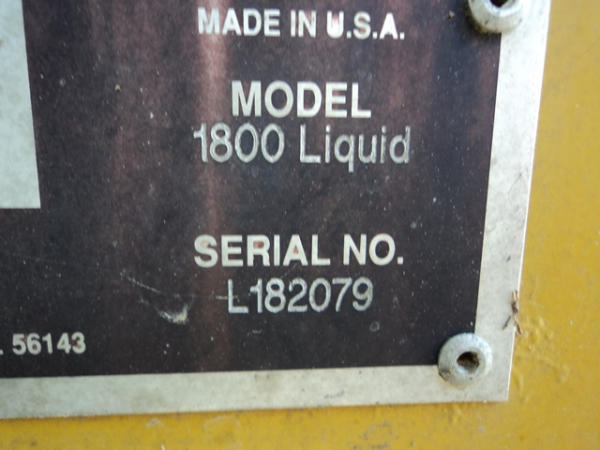 MADE IN U.S.A.
MODEL
1800 Liquid
SERIAL NO.
L182079
. 56143